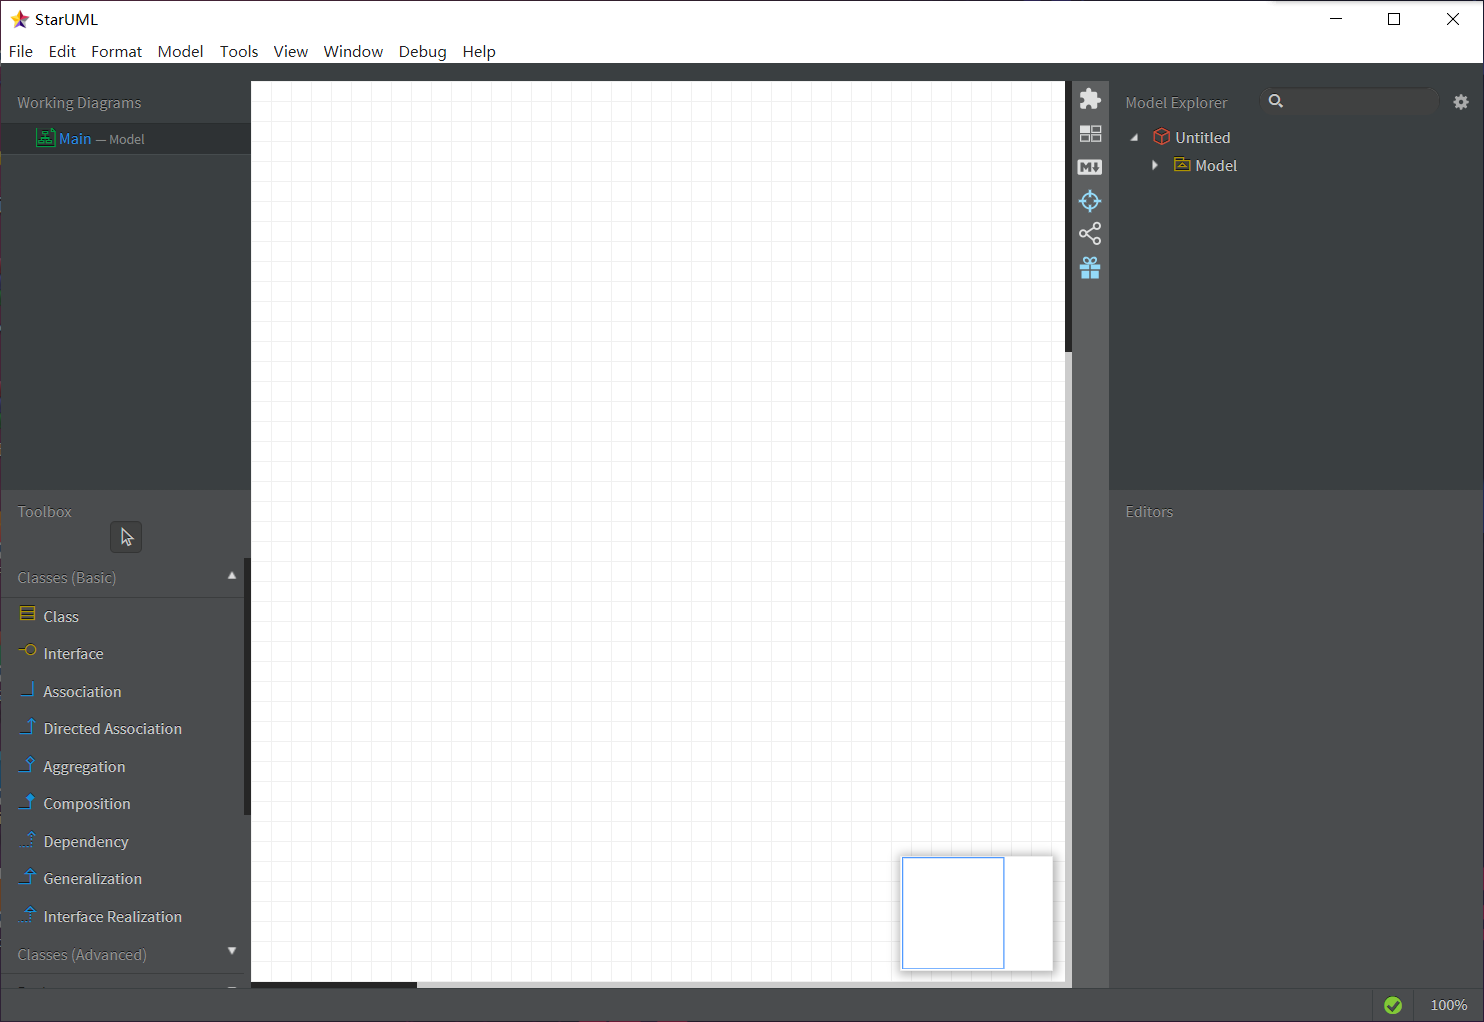 StarUML
File Edit Format Model Tools View Window Debug Help
Working Diagrams
Main — Model
Toolbox
Classes (Basic)
Class
Interface
Association
Directed Association
Aggregation
Composition
Dependency
Generalization
Interface Realization
Classes (Advanced)
M
Model Explorer
Untitled
Model
Editors
100%